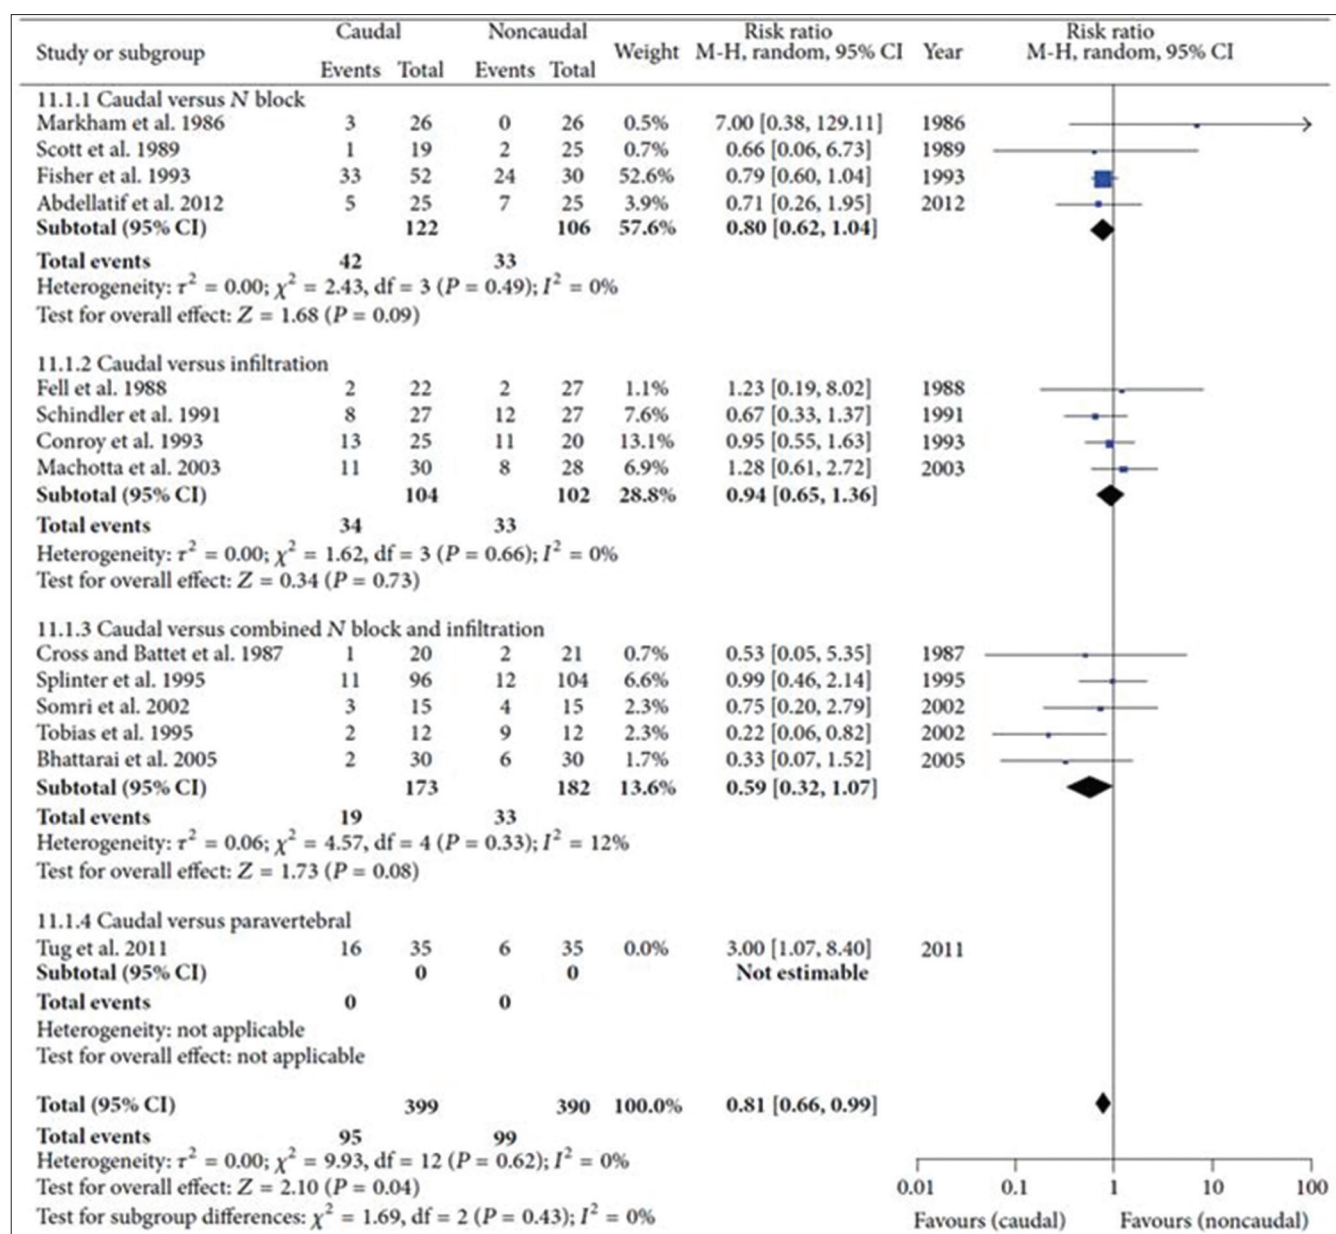 Study or subgroup Caudal Noncaudal Weight Risk ratio M-H, random, 95% CI Year Risk ratio M-H, random, 95% CI
Events Total Events Total
11.1.1 Caudal versus N block
Markham et al. 1986 3 26 0 26 0.5% 7.00 [0.38, 129.11] 1986
Scott et al. 1989 1 19 2 25 0.7% 0.66 [0.06, 6.73] 1989
Fisher et al. 1993 33 52 24 30 52.6% 0.79 [0.60, 1.04] 1993
Abdellatif et al. 2012 5 25 7 25 3.9% 0.71 [0.26, 1.95] 2012
Subtotal (95% CI) 122 106 57.6% 0.80 [0.62, 1.04]
Total events 42 33
Heterogeneity: τ² = 0.00; χ² = 2.43, df = 3 (P = 0.49); I² = 0%
Test for overall effect: Z = 1.68 (P = 0.09)
11.1.2 Caudal versus infiltration
Fell et al. 1988 2 22 2 27 1.1% 1.23 [0.19, 8.02] 1988
Schindler et al. 1991 8 27 12 27 7.6% 0.67 [0.33, 1.37] 1991
Conroy et al. 1993 13 25 11 20 13.1% 0.95 [0.55, 1.63] 1993
Machotta et al. 2003 11 30 8 28 6.9% 1.28 [0.61, 2.72] 2003
Subtotal (95% CI) 104 102 28.8% 0.94 [0.65, 1.36]
Total events 34 33
Heterogeneity: τ² = 0.00; χ² = 1.62, df = 3 (P = 0.66); I² = 0%
Test for overall effect: Z = 0.34 (P = 0.73)
11.1.3 Caudal versus combined N block and infiltration
Cross and Battet et al. 1987 1 20 2 21 0.7% 0.53 [0.05, 5.35] 1987
Splinter et al. 1995 11 96 12 104 6.6% 0.99 [0.46, 2.14] 1995
Somri et al. 2002 3 15 4 15 2.3% 0.75 [0.20, 2.79] 2002
Tobias et al. 1995 2 12 9 12 2.3% 0.22 [0.06, 0.82] 2002
Bhattarai et al. 2005 2 30 6 30 1.7% 0.33 [0.07, 1.52] 2005
Subtotal (95% CI) 173 182 13.6% 0.59 [0.32, 1.07]
Total events 19 33
Heterogeneity: τ² = 0.06; χ² = 4.57, df = 4 (P = 0.33); I² = 12%
Test for overall effect: Z = 1.73 (P = 0.08)
11.1.4 Caudal versus paravertebral
Tug et al. 2011 16 35 6 35 0.0% 3.00 [1.07, 8.40] 2011
Subtotal (95% CI) 0 0 Not estimable
Total events 0 0
Heterogeneity: not applicable
Test for overall effect: not applicable
Total (95% CI) 399 390 100.0% 0.81 [0.66, 0.99]
Total events 95 99
Heterogeneity: τ² = 0.00; χ² = 9.93, df = 12 (P = 0.62); I² = 0%
Test for overall effect: Z = 2.10 (P = 0.04)
Test for subgroup differences: χ² = 1.69, df = 2 (P = 0.43); I² = 0%
0.01 0.1 1 10 100
Favours (caudal) Favours (noncaudal)